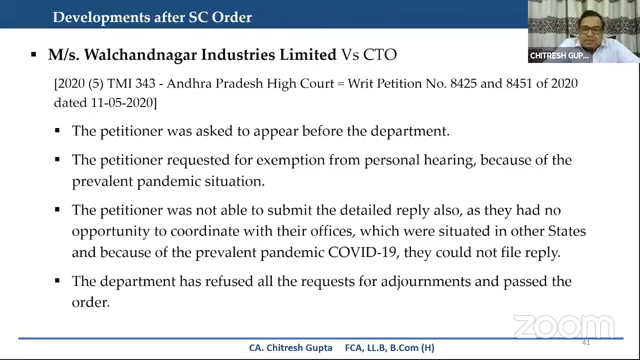 Developments after SC Order
CHITRESH GUP...
▪ M/s. Walchandnagar Industries Limited Vs CTO
[2020 (5) TMI 343 - Andhra Pradesh High Court = Writ Petition No. 8425 and 8451 of 2020
dated 11-05-2020]
▪ The petitioner was asked to appear before the department.
▪ The petitioner requested for exemption from personal hearing, because of the
prevalent pandemic situation.
▪ The petitioner was not able to submit the detailed reply also, as they had no
opportunity to coordinate with their offices, which were situated in other States
and because of the prevalent pandemic COVID-19, they could not file reply.
▪ The department has refused all the requests for adjournments and passed the
order.
zoom
41
CA. Chitresh Gupta FCA, LL.B, B.Com (H)